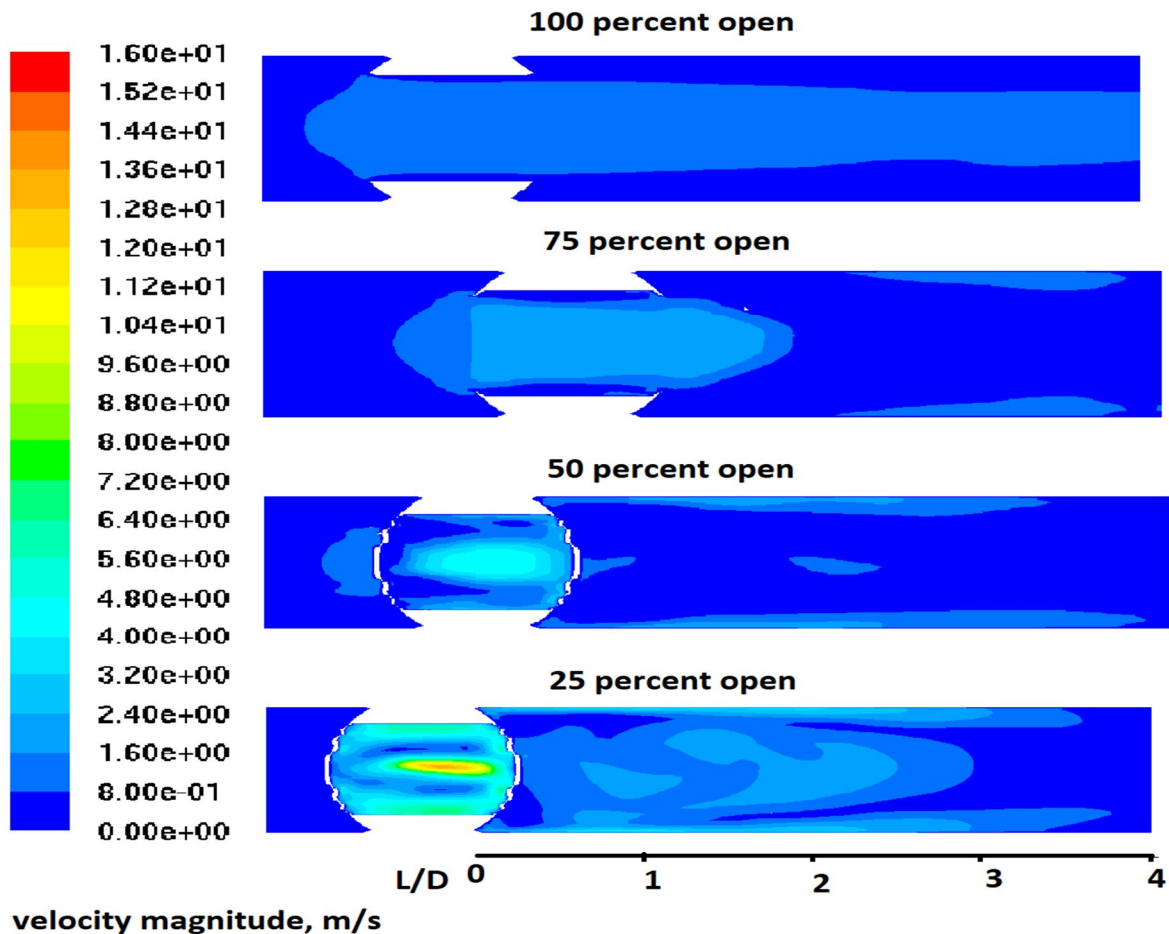 100 percent open
1.60e+01
1.52e+01
1.44e+01
1.36e+01
1.28e+01
1.20e+01
1.12e+01
1.04e+01
9.60e+00
8.80e+00
8.00e+00
7.20e+00
6.40e+00
5.60e+00
4.80e+00
4.00e+00
3.20e+00
2.40e+00
1.60e+00
8.00e-01
0.00e+00
75 percent open
50 percent open
25 percent open
L/D 0 1 2 3 4
velocity magnitude, m/s